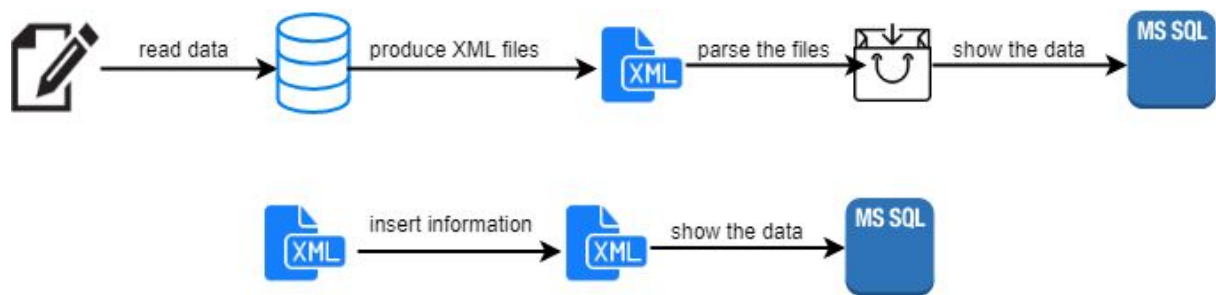 read data
produce XML files
parse the files
show the data
MS SQL
XML
insert information
show the data
MS SQL
XML
XML